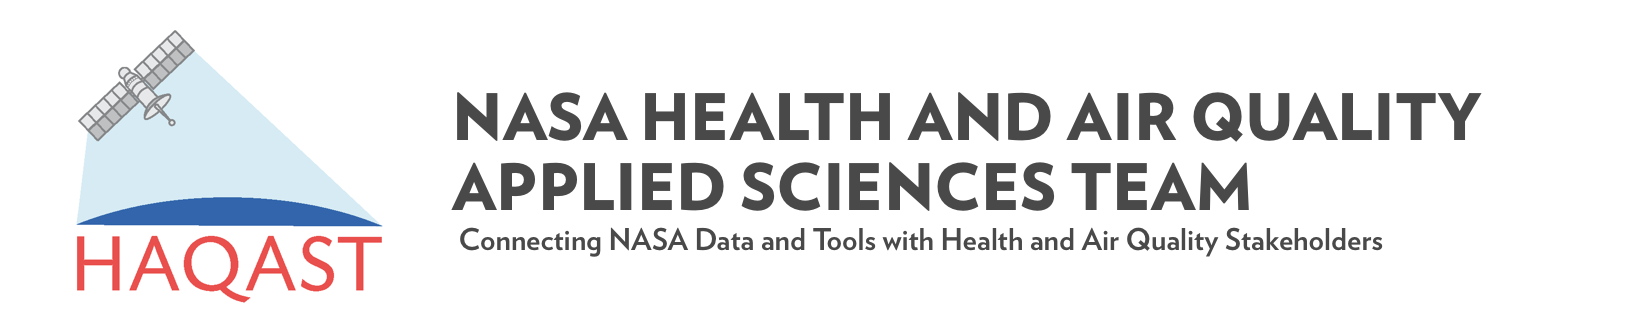 HAQAST
NASA HEALTH AND AIR QUALITY
APPLIED SCIENCES TEAM
Connecting NASA Data and Tools with Health and Air Quality Stakeholders